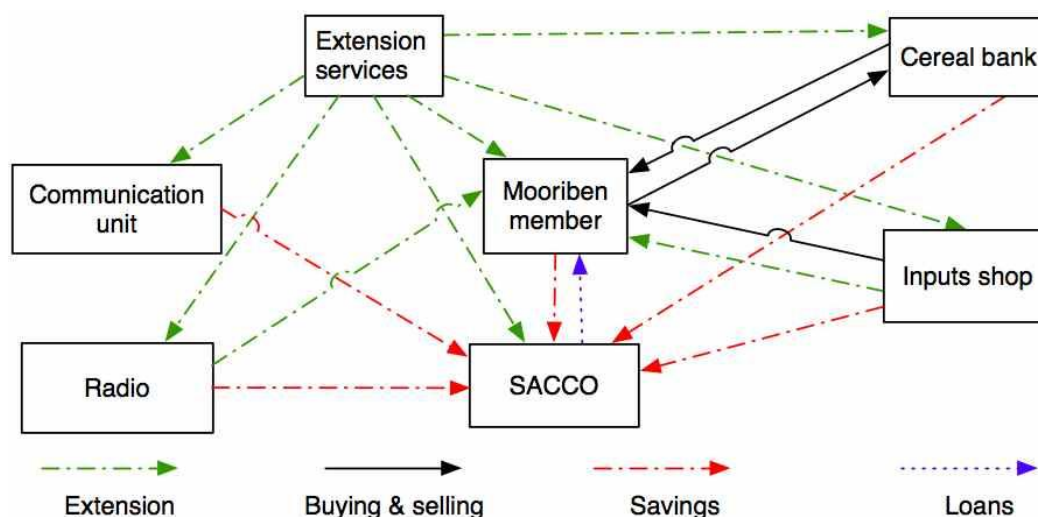 Extension
services
Cereal bank
Communication
unit
Mooriben
member
Inputs shop
Radio
SACCO
Extension
Buying & selling
Savings
Loans